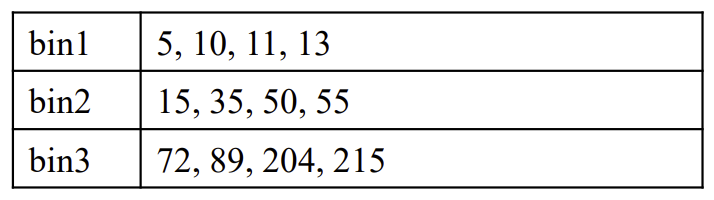 bin1 5, 10, 11, 13
bin2 15, 35, 50, 55
bin3 72, 89, 204, 215